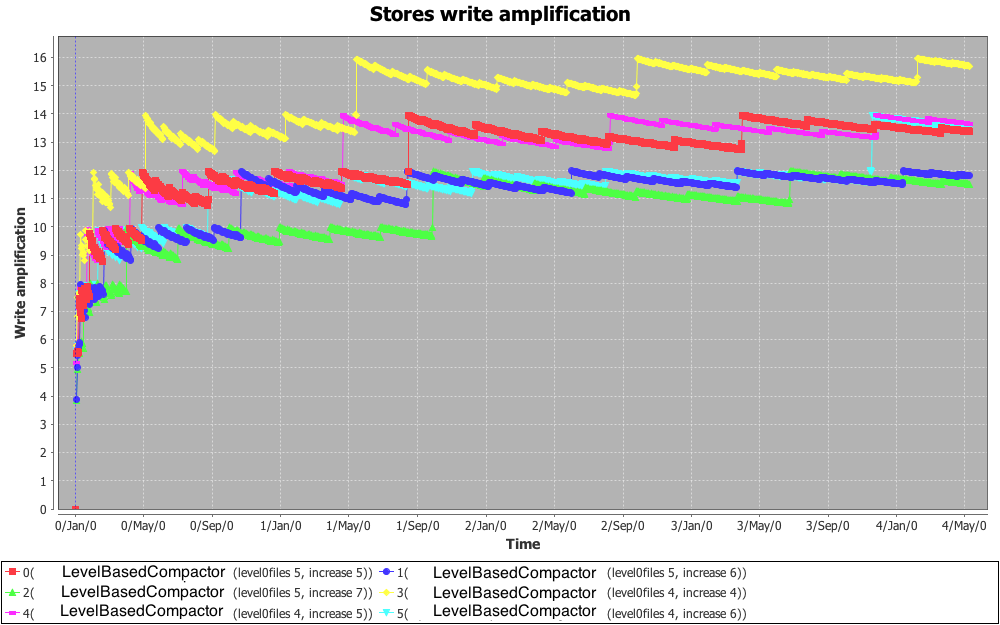 Stores write amplification
Write amplification
16
15
14
13
12
11
10
9
8
7
6
5
4
3
2
1
0
0/Jan/0 0/May/0 0/Sep/0 1/Jan/0 1/May/0 1/Sep/0 2/Jan/0 2/May/0 2/Sep/0 3/Jan/0 3/May/0 3/Sep/0 4/Jan/0 4/May/0
Time
0( LevelBasedCompactor (level0files 5, increase 5)) 1( LevelBasedCompactor (level0files 5, increase 6))
2( LevelBasedCompactor (level0files 5, increase 7)) 3( LevelBasedCompactor (level0files 4, increase 4))
4( LevelBasedCompactor (level0files 4, increase 5)) 5( LevelBasedCompactor (level0files 4, increase 6))